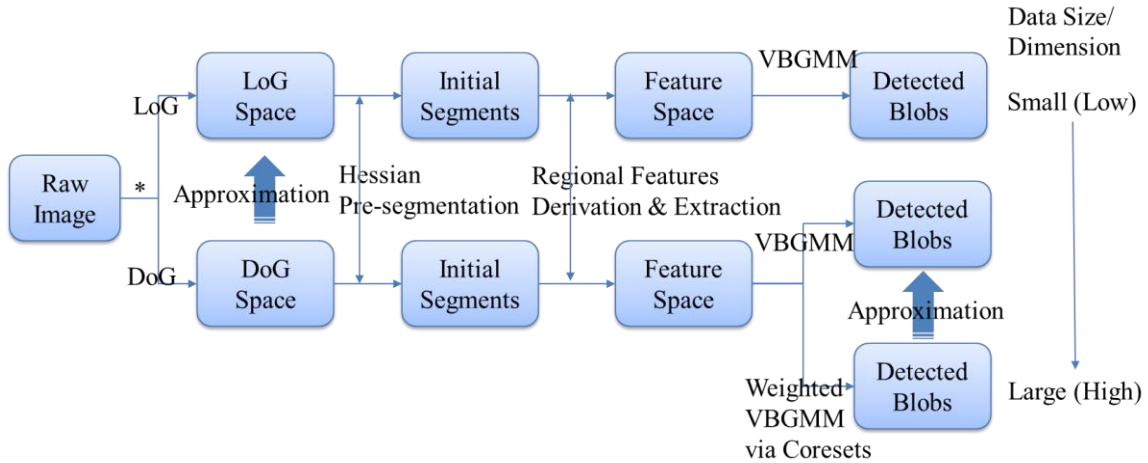 Data Size/
Dimension
LoG
Space
Initial
Segments
Feature
Space
VBGMM
Detected
Blobs
LoG
Small (Low)
Raw
Image
*
Approximation
Hessian
Pre-segmentation
Regional Features
Derivation & Extraction
Detected
Blobs
VBGMM
DoG
DoG
Space
Initial
Segments
Feature
Space
Approximation
Weighted
VBGMM
via Coresets
Detected
Blobs
Large (High)